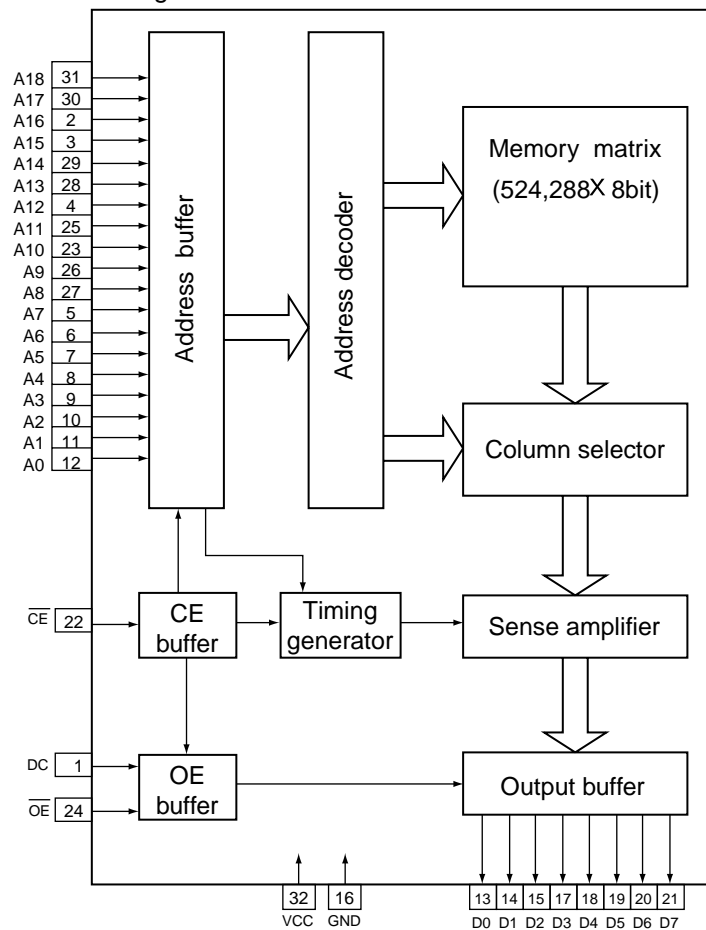 A18 31
A17 30
A16 2
A15 3
A14 29
A13 28
A12 4
A11 25
A10 23
A9 26
A8 27
A7 5
A6 6
A5 7
A4 8
A3 9
A2 10
A1 11
A0 12
Address buffer
Address decoder
Memory matrix
(524,288X 8bit)
Column selector
CE 22
CE
buffer
Timing
generator
Sense amplifier
DC 1
OE 24
OE
buffer
Output buffer
32 16 13 14 15 17 18 19 20 21
VCC GND D0 D1 D2 D3 D4 D5 D6 D7